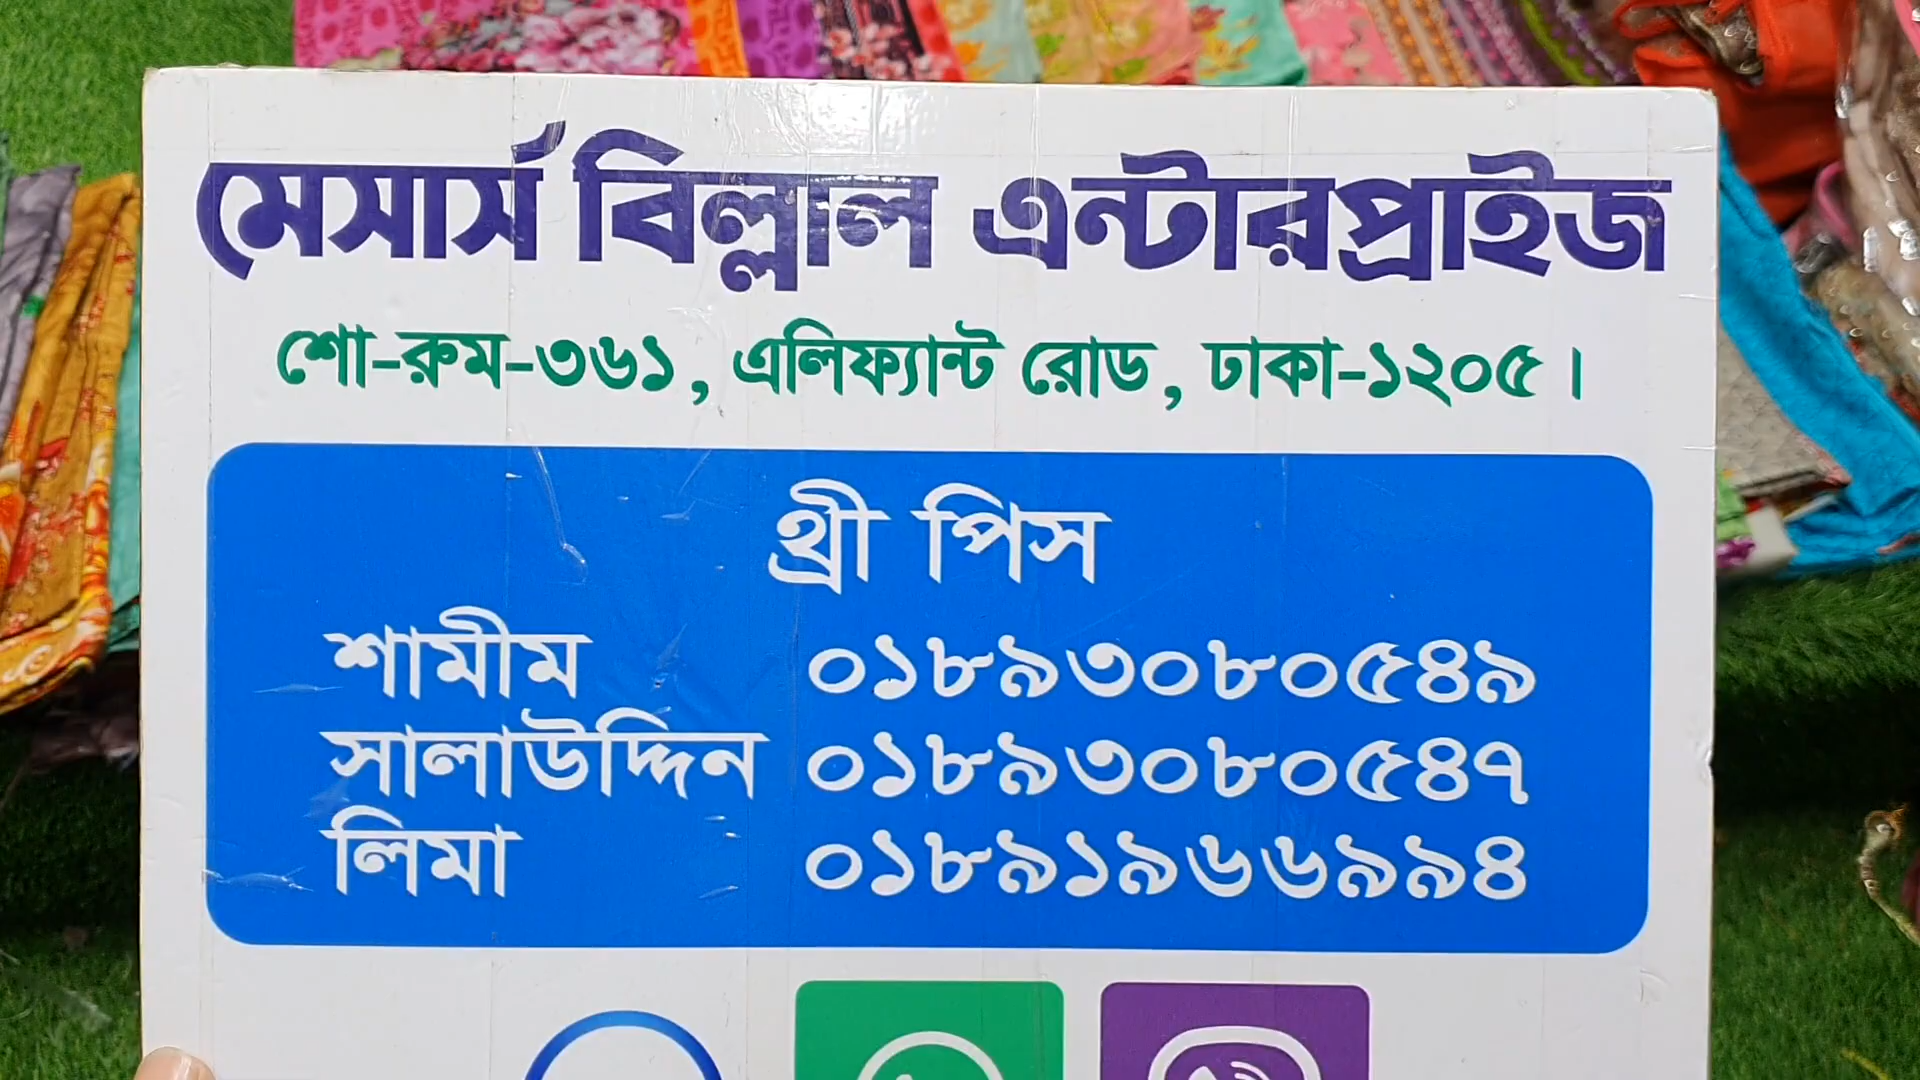 মেসার্স বিল্লাল এন্টারপ্রাইজ
শো-রুম-৩৬১, এলিফ্যান্ট রোড, ঢাকা-১২০৫।
থ্রী পিস
শামীম ০১৮৯৩০৮০৫৪৯
সালাউদ্দিন ০১৮৯৩০৮০৫৪৭
লিমা ০১৮৯১৯৬৬৯৯৪